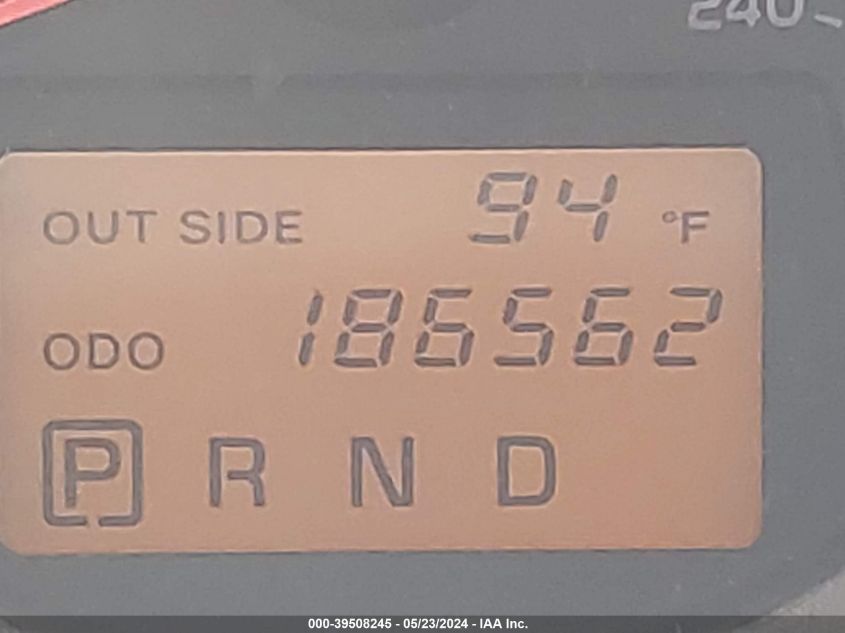 240
OUT SIDE 94 °F
ODO 186562
P R N D
000-39508245 - 05/23/2024 - IAA Inc.